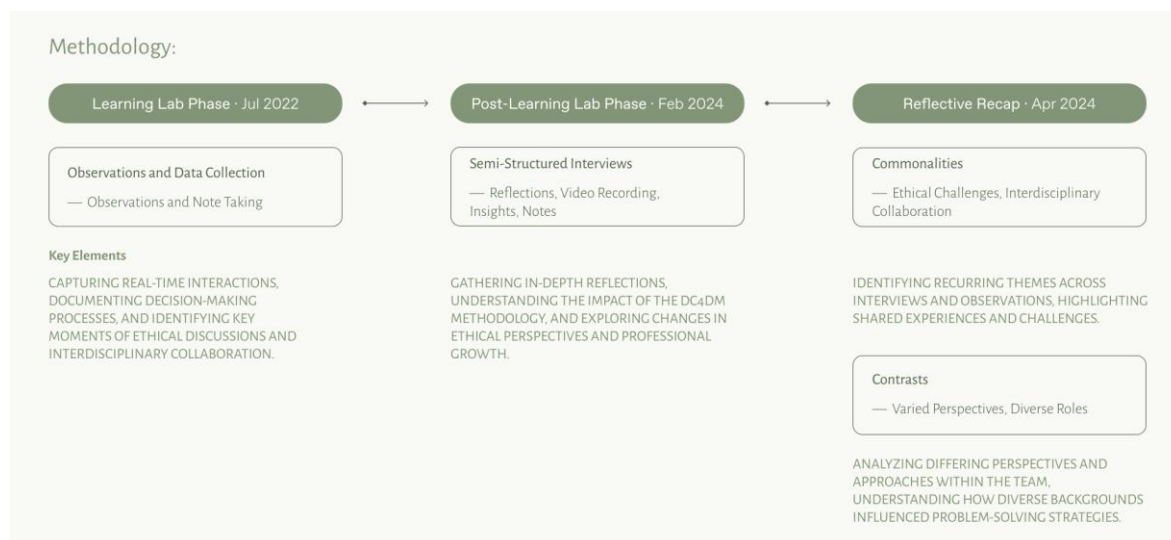 Methodology:
Learning Lab Phase · Jul 2022
Post-Learning Lab Phase · Feb 2024
Reflective Recap · Apr 2024
Observations and Data Collection
— Observations and Note Taking
Semi-Structured Interviews
— Reflections, Video Recording,
Insights, Notes
Commonalities
— Ethical Challenges, Interdisciplinary
Collaboration
Key Elements
CAPTURING REAL-TIME INTERACTIONS,
DOCUMENTING DECISION-MAKING
PROCESSES, AND IDENTIFYING KEY
MOMENTS OF ETHICAL DISCUSSIONS AND
INTERDISCIPLINARY COLLABORATION.
GATHERING IN-DEPTH REFLECTIONS,
UNDERSTANDING THE IMPACT OF THE DC4DM
METHODOLOGY, AND EXPLORING CHANGES IN
ETHICAL PERSPECTIVES AND PROFESSIONAL
GROWTH.
IDENTIFYING RECURRING THEMES ACROSS
INTERVIEWS AND OBSERVATIONS, HIGHLIGHTING
SHARED EXPERIENCES AND CHALLENGES.
Contrasts
— Varied Perspectives, Diverse Roles
ANALYZING DIFFERING PERSPECTIVES AND
APPROACHES WITHIN THE TEAM,
UNDERSTANDING HOW DIVERSE BACKGROUNDS
INFLUENCED PROBLEM-SOLVING STRATEGIES.